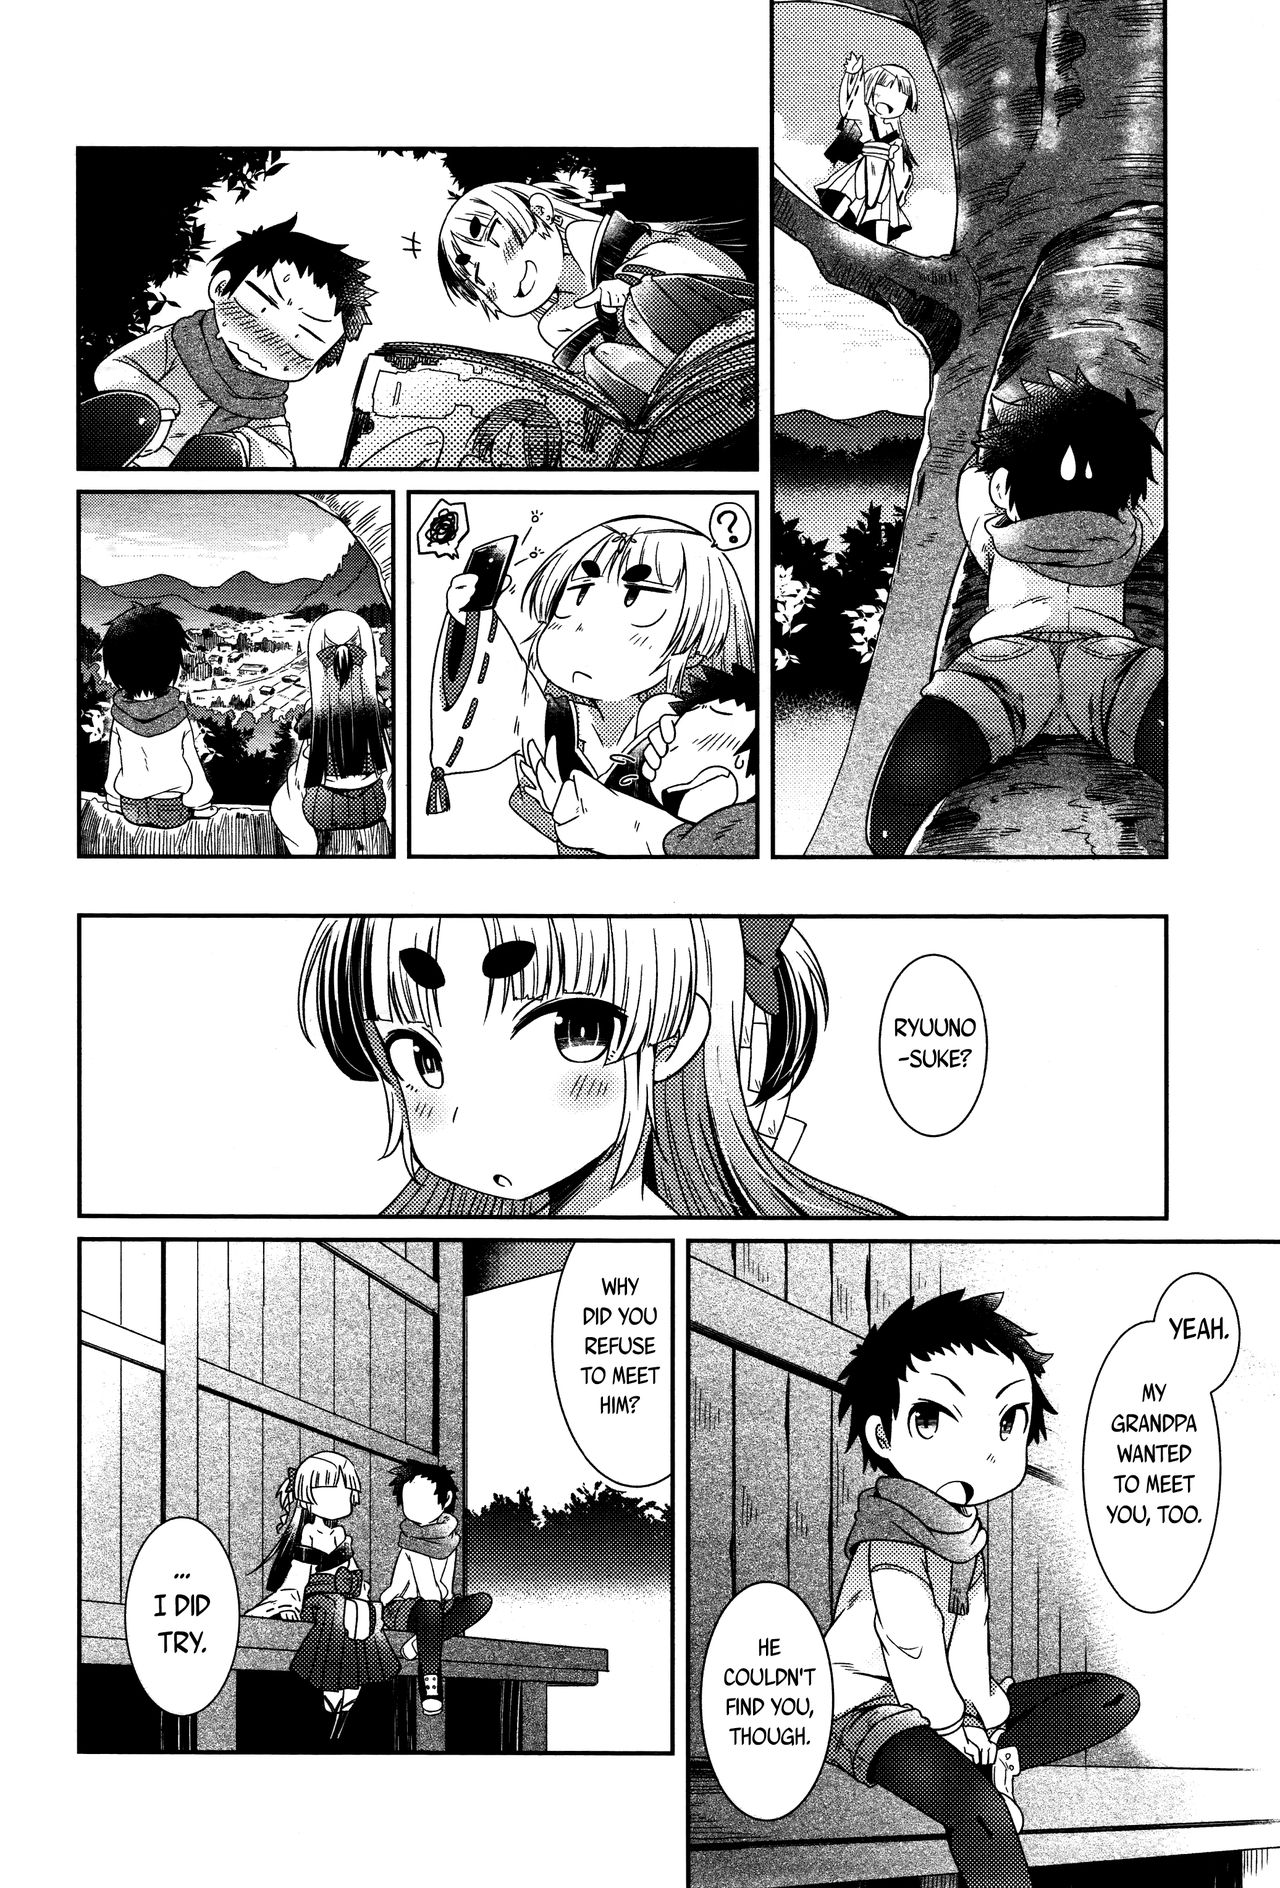 ?
RYUUNO
-SUKE?
YEAH.
MY
GRANDPA
WANTED
TO MEET
YOU, TOO.
HE
COULDN'T
FIND YOU,
THOUGH.
WHY
DID YOU
REFUSE
TO MEET
HIM?
...
I DID
TRY.